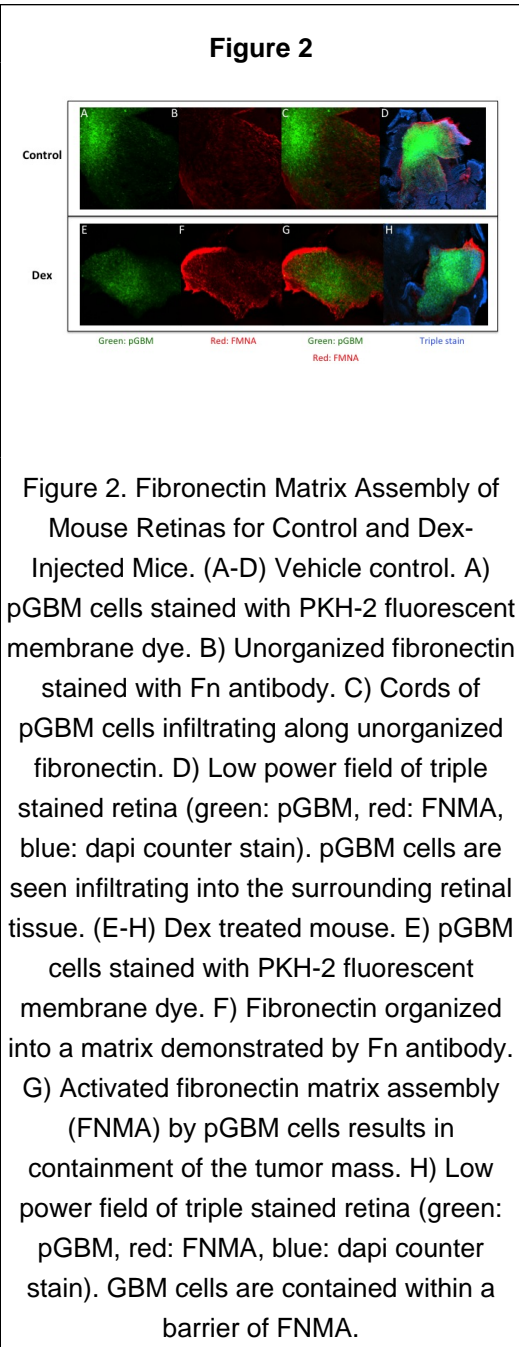 Figure 2
A B C D
Control
E F G H
Dex
Green: pGBM Red: FMNA Green: pGBM Triple stain
Red: FMNA
Figure 2. Fibronectin Matrix Assembly of
Mouse Retinas for Control and Dex-
Injected Mice. (A-D) Vehicle control. A)
pGBM cells stained with PKH-2 fluorescent
membrane dye. B) Unorganized fibronectin
stained with Fn antibody. C) Cords of
pGBM cells infiltrating along unorganized
fibronectin. D) Low power field of triple
stained retina (green: pGBM, red: FNMA,
blue: dapi counter stain). pGBM cells are
seen infiltrating into the surrounding retinal
tissue. (E-H) Dex treated mouse. E) pGBM
cells stained with PKH-2 fluorescent
membrane dye. F) Fibronectin organized
into a matrix demonstrated by Fn antibody.
G) Activated fibronectin matrix assembly
(FNMA) by pGBM cells results in
containment of the tumor mass. H) Low
power field of triple stained retina (green:
pGBM, red: FNMA, blue: dapi counter
stain). GBM cells are contained within a
barrier of FNMA.